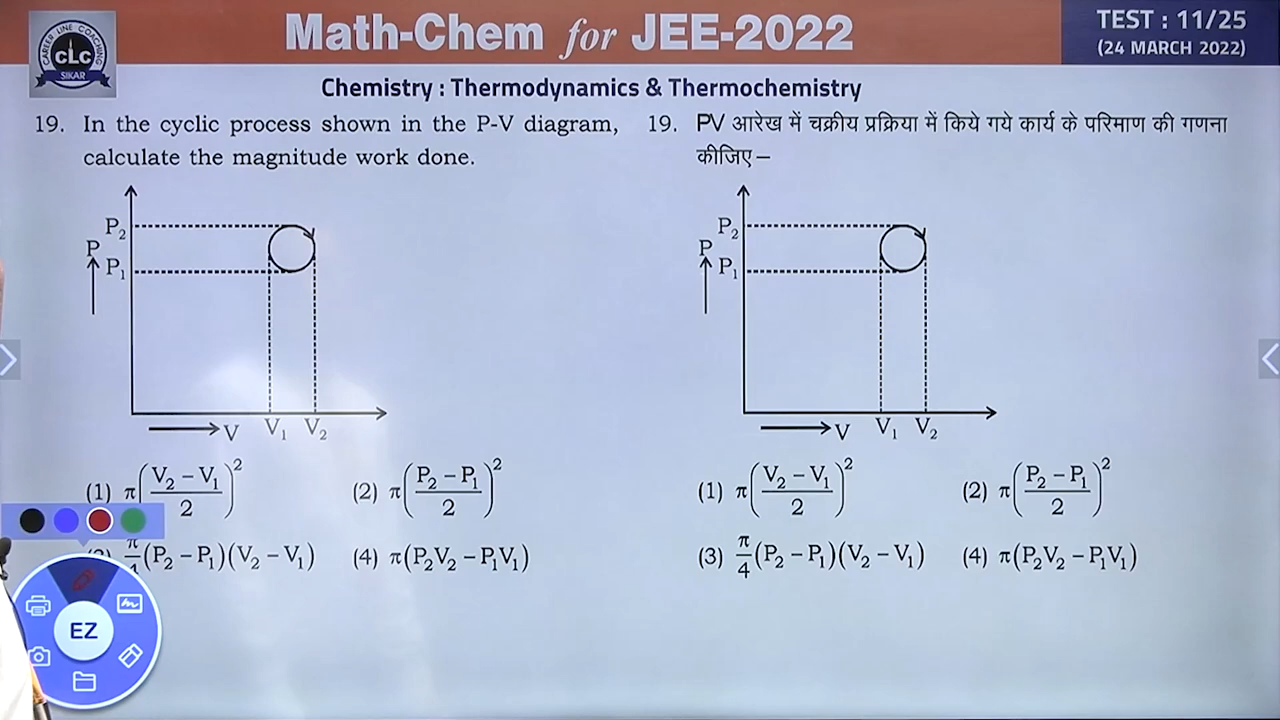 Math-Chem for JEE-2022
TEST : 11/25
(24 MARCH 2022)
CAREER LINE COACHING
CLC
SIKAR
Chemistry : Thermodynamics & Thermochemistry
19. In the cyclic process shown in the P-V diagram,
calculate the magnitude work done.
P₂
P
P₁
V
V₁
V₂
(1) π((V₂ – V₁)/2)²
(2) π((P₂ – P₁)/2)²
(3) π/4 (P₂ – P₁)(V₂ – V₁)
(4) π(P₂V₂ – P₁V₁)
19. PV आरेख में चक्रीय प्रक्रिया में किये गये कार्य के परिमाण की गणना
कीजिए –
P₂
P
P₁
V
V₁
V₂
(1) π((V₂ – V₁)/2)²
(2) π((P₂ – P₁)/2)²
(3) π/4 (P₂ – P₁)(V₂ – V₁)
(4) π(P₂V₂ – P₁V₁)
EZ